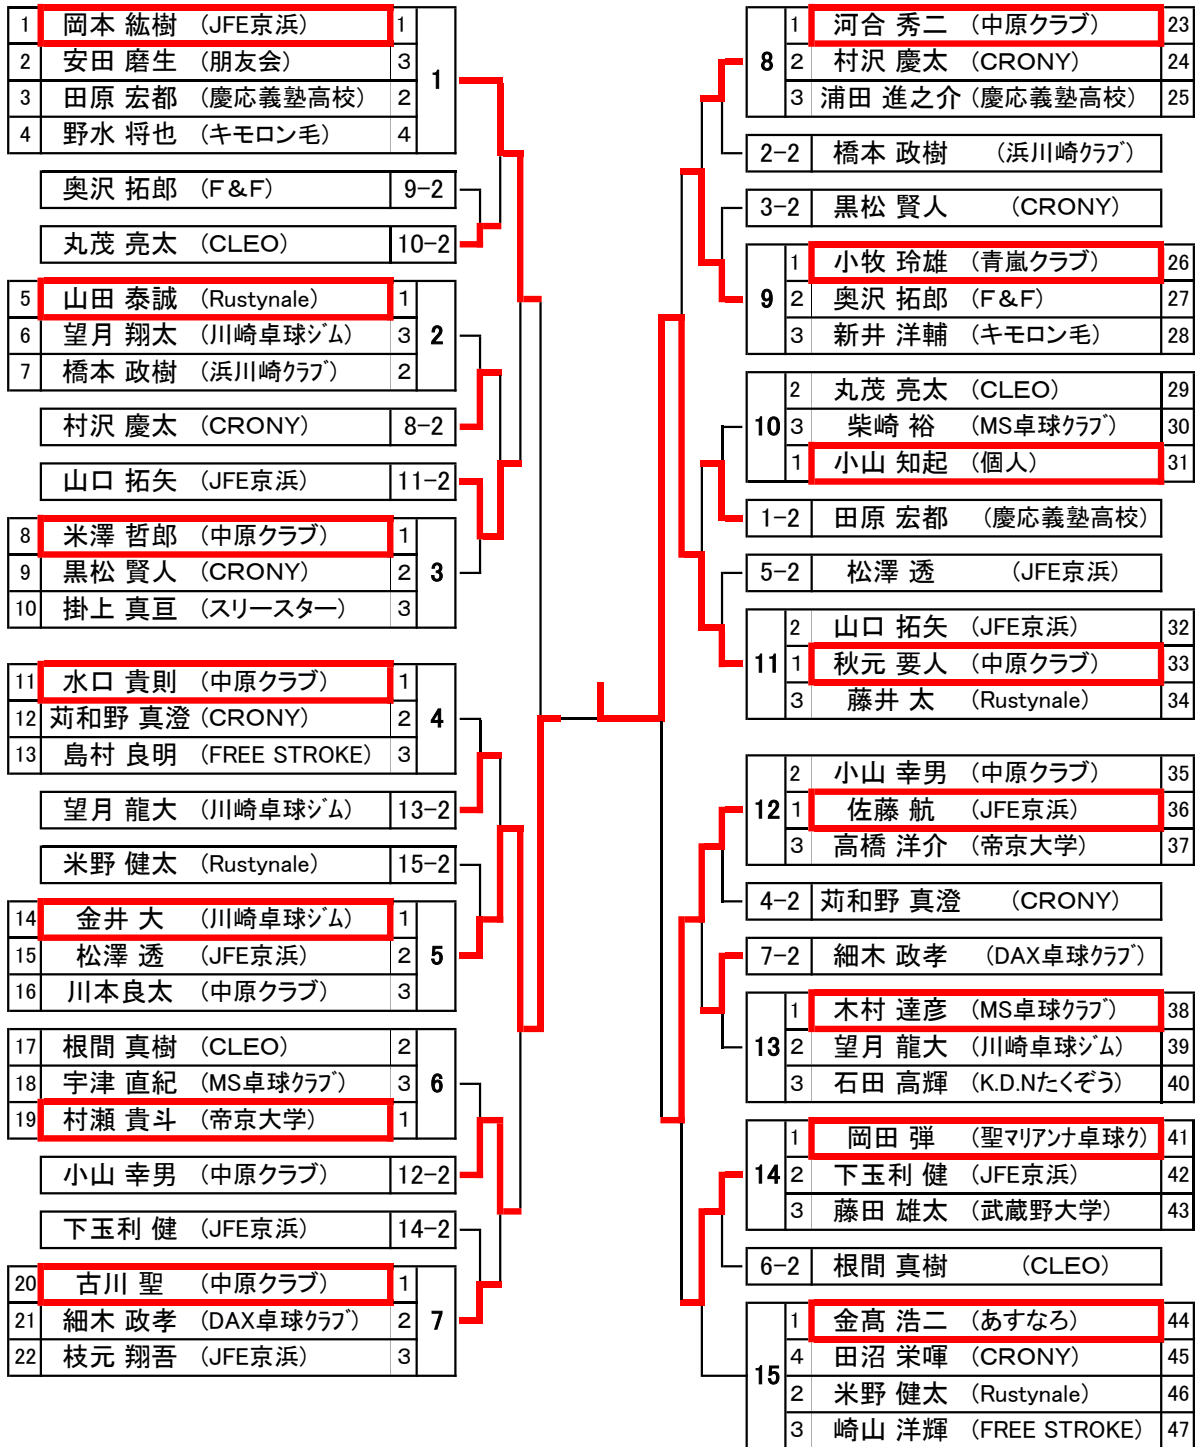 1 岡本 紘樹 (JFE京浜) 1
2 安田 磨生 (朋友会) 3
3 田原 宏都 (慶応義塾高校) 2
4 野水 将也 (キモロン毛) 4
1
奥沢 拓郎 (F&F) 9-2
丸茂 亮太 (CLEO) 10-2
5 山田 泰誠 (Rustynale) 1
6 望月 翔太 (川崎卓球ｼﾞﾑ) 3
7 橋本 政樹 (浜川崎ｸﾗﾌﾞ) 2
2
村沢 慶太 (CRONY) 8-2
山口 拓矢 (JFE京浜) 11-2
8 米澤 哲郎 (中原クラブ) 1
9 黒松 賢人 (CRONY) 2
10 掛上 真亘 (スリースター) 3
3
11 水口 貴則 (中原クラブ) 1
12 苅和野 真澄 (CRONY) 2
13 島村 良明 (FREE STROKE) 3
4
望月 龍大 (川崎卓球ｼﾞﾑ) 13-2
米野 健太 (Rustynale) 15-2
14 金井 大 (川崎卓球ｼﾞﾑ) 1
15 松澤 透 (JFE京浜) 2
16 川本良太 (中原クラブ) 3
5
17 根間 真樹 (CLEO) 2
18 宇津 直紀 (MS卓球ｸﾗﾌﾞ) 3
19 村瀬 貴斗 (帝京大学) 1
6
小山 幸男 (中原クラブ) 12-2
下玉利 健 (JFE京浜) 14-2
20 古川 聖 (中原クラブ) 1
21 細木 政孝 (DAX卓球ｸﾗﾌﾞ) 2
22 枝元 翔吾 (JFE京浜) 3
7
8
1 河合 秀二 (中原クラブ) 23
2 村沢 慶太 (CRONY) 24
3 浦田 進之介 (慶応義塾高校) 25
2-2 橋本 政樹 (浜川崎ｸﾗﾌﾞ)
3-2 黒松 賢人 (CRONY)
9
1 小牧 玲雄 (青嵐クラブ) 26
2 奥沢 拓郎 (F&F) 27
3 新井 洋輔 (キモロン毛) 28
10
2 丸茂 亮太 (CLEO) 29
3 柴崎 裕 (MS卓球ｸﾗﾌﾞ) 30
1 小山 知起 (個人) 31
1-2 田原 宏都 (慶応義塾高校)
5-2 松澤 透 (JFE京浜)
11
2 山口 拓矢 (JFE京浜) 32
1 秋元 要人 (中原クラブ) 33
3 藤井 太 (Rustynale) 34
12
2 小山 幸男 (中原クラブ) 35
1 佐藤 航 (JFE京浜) 36
3 高橋 洋介 (帝京大学) 37
4-2 苅和野 真澄 (CRONY)
7-2 細木 政孝 (DAX卓球ｸﾗﾌﾞ)
13
1 木村 達彦 (MS卓球ｸﾗﾌﾞ) 38
2 望月 龍大 (川崎卓球ｼﾞﾑ) 39
3 石田 高輝 (K.D.Nたくぞう) 40
14
1 岡田 弾 (聖マリアンナ卓球ク) 41
2 下玉利 健 (JFE京浜) 42
3 藤田 雄太 (武蔵野大学) 43
6-2 根間 真樹 (CLEO)
15
1 金髙 浩二 (あすなろ) 44
4 田沼 栄喗 (CRONY) 45
2 米野 健太 (Rustynale) 46
3 崎山 洋輝 (FREE STROKE) 47